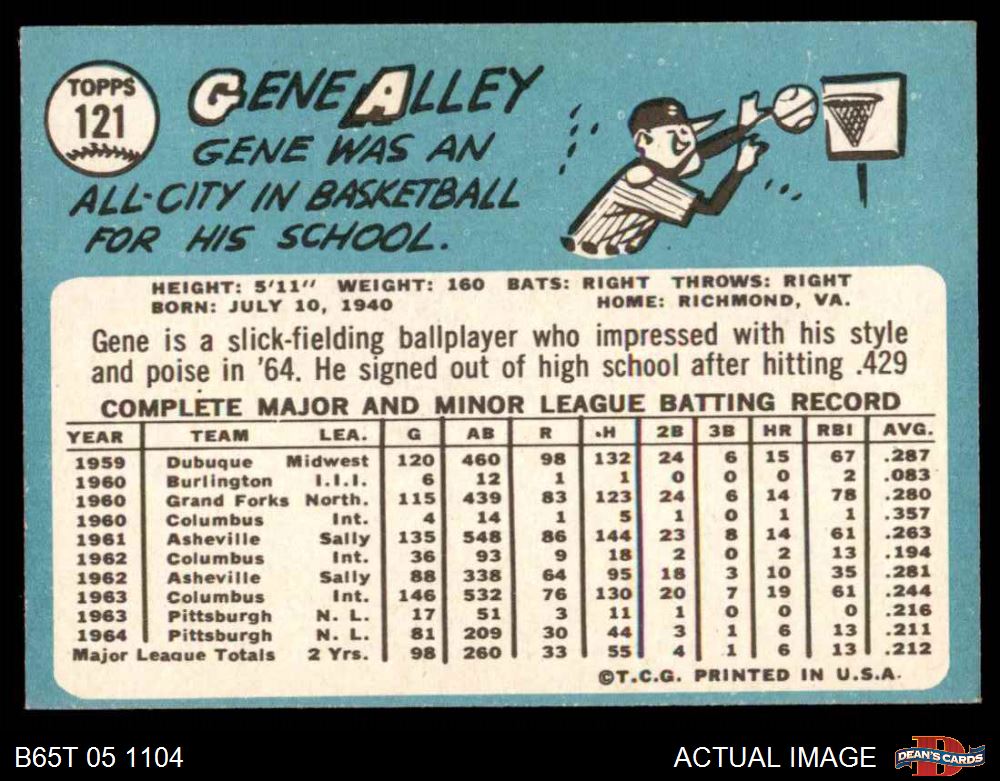 TOPPS
121
GENE ALLEY
GENE WAS AN
ALL-CITY IN BASKETBALL
FOR HIS SCHOOL.
HEIGHT: 5'11" WEIGHT: 160 BATS: RIGHT THROWS: RIGHT
BORN: JULY 10, 1940 HOME: RICHMOND, VA.
Gene is a slick-fielding ballplayer who impressed with his style
and poise in '64. He signed out of high school after hitting .429
COMPLETE MAJOR AND MINOR LEAGUE BATTING RECORD
YEAR TEAM LEA. G AB R H 2B 3B HR RBI AVG.
1959 Dubuque Midwest 120 460 98 132 24 6 15 67 .287
1960 Burlington I.I.I. 6 12 1 1 0 0 0 2 .083
1960 Grand Forks North. 115 439 83 123 24 6 14 78 .280
1960 Columbus Int. 4 14 1 5 1 0 1 1 .357
1961 Asheville Sally 135 548 86 144 23 8 14 61 .263
1962 Columbus Int. 36 93 9 18 2 0 2 13 .194
1962 Asheville Sally 88 338 64 95 18 3 10 35 .281
1963 Columbus Int. 146 532 76 130 20 7 19 61 .244
1963 Pittsburgh N. L. 17 51 3 11 1 0 0 0 .216
1964 Pittsburgh N. L. 81 209 30 44 3 1 6 13 .211
Major League Totals 2 Yrs. 98 260 33 55 4 1 6 13 .212
©T.C.G. PRINTED IN U.S.A.
B65T 05 1104 ACTUAL IMAGE
DEAN'S CARDS